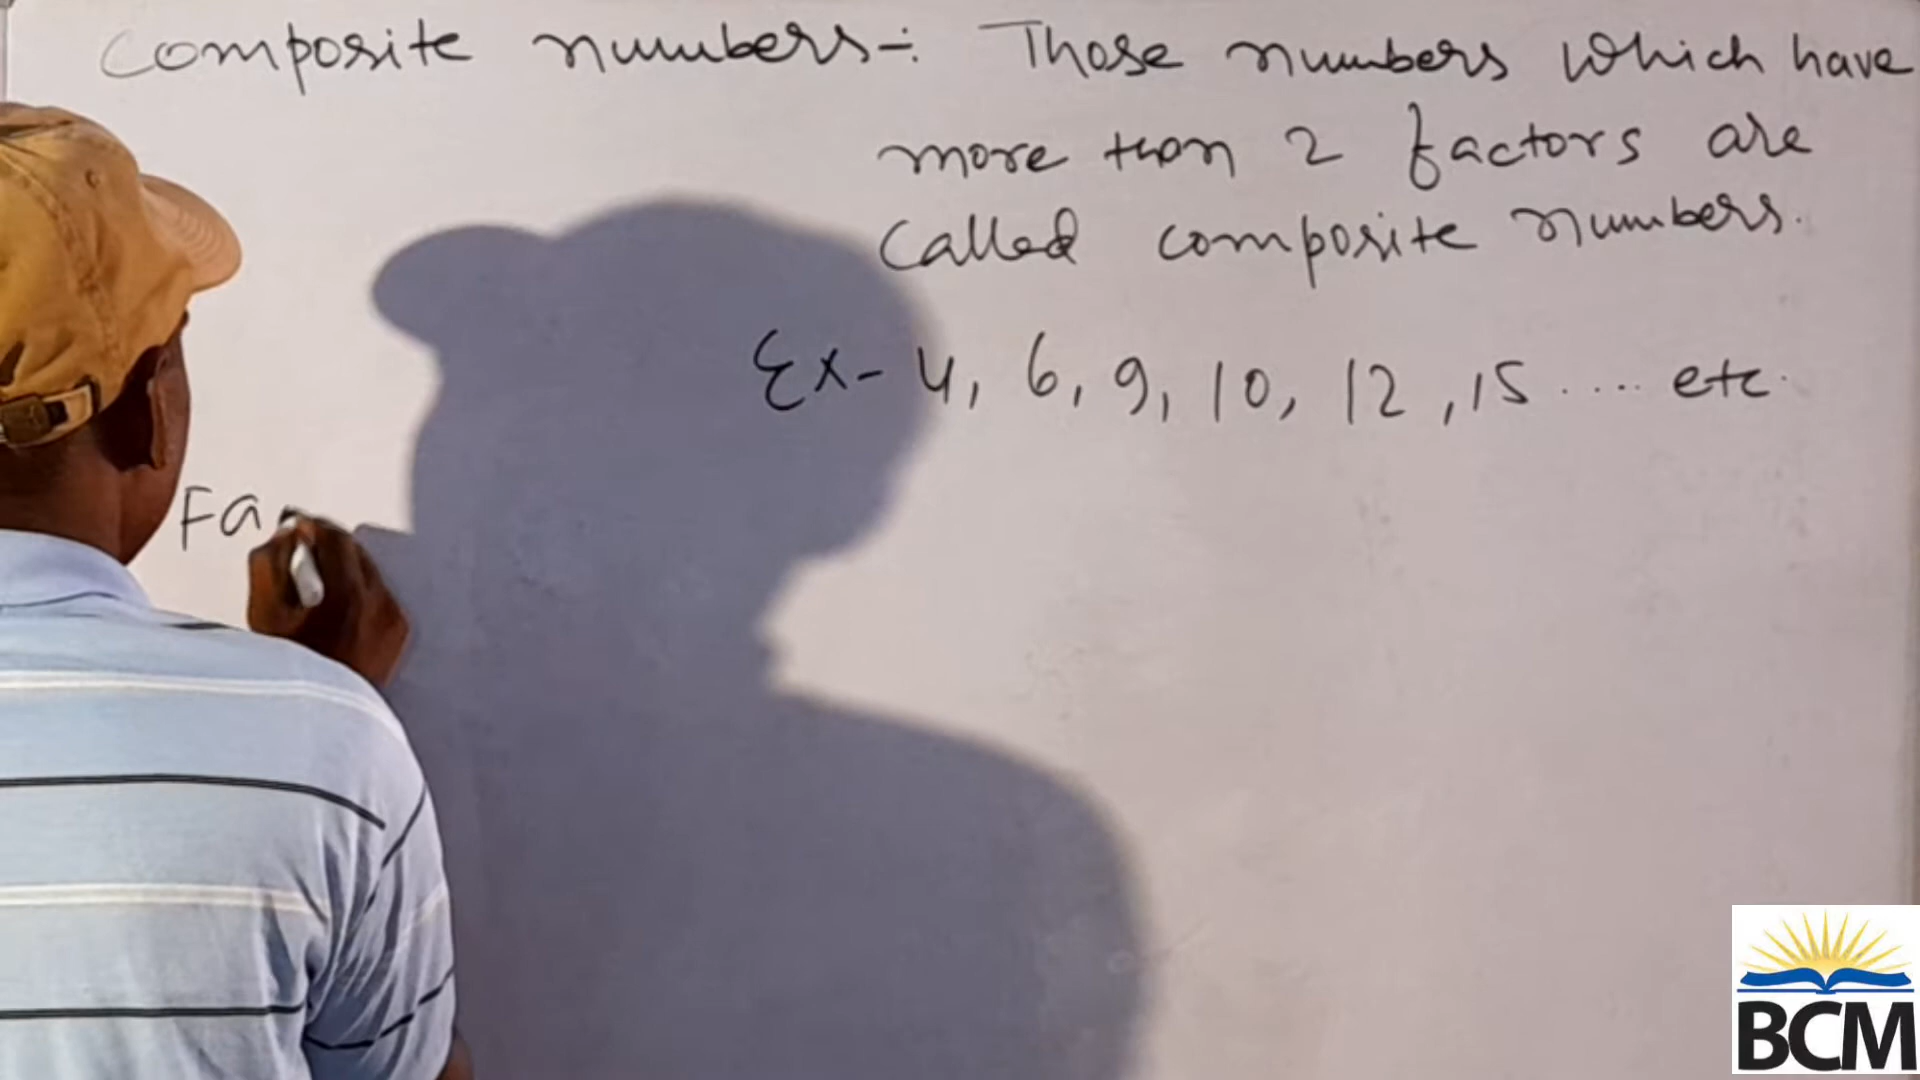 Composite numbers-: Those numbers which have
more than 2 factors are
called composite numbers.
Ex- 4, 6, 9, 10, 12, 15 .... etc.
Fa
BCM